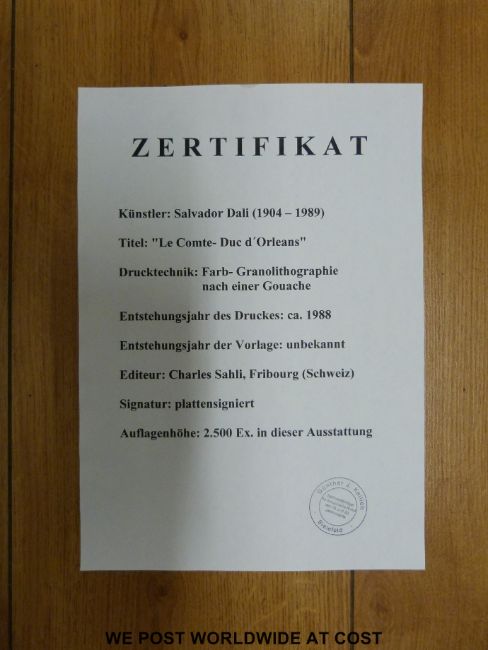 ZERTIFIKAT
Künstler: Salvador Dali (1904 – 1989)
Titel: "Le Comte- Duc d´Orleans"
Drucktechnik: Farb- Granolithographie
nach einer Gouache
Entstehungsjahr des Druckes: ca. 1988
Entstehungsjahr der Vorlage: unbekannt
Editeur: Charles Sahli, Fribourg (Schweiz)
Signatur: plattensigniert
Auflagenhöhe: 2.500 Ex. in dieser Ausstattung
Bielefeld
WE POST WORLDWIDE AT COST